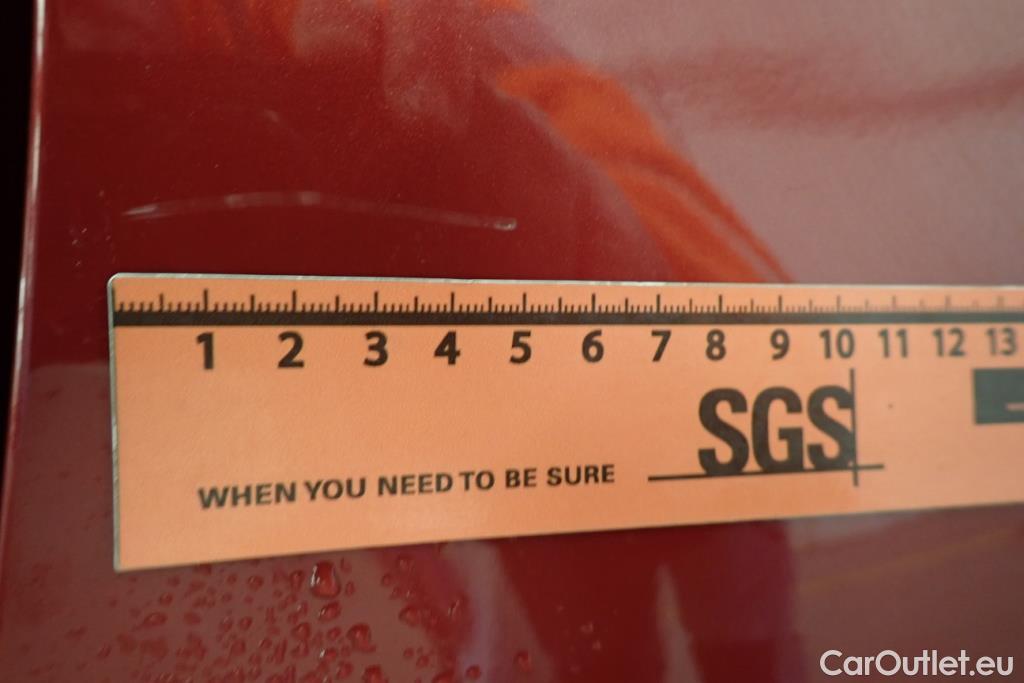 1 2 3 4 5 6 7 8 9 10 11 12 13
SGS
WHEN YOU NEED TO BE SURE
CarOutlet.eu